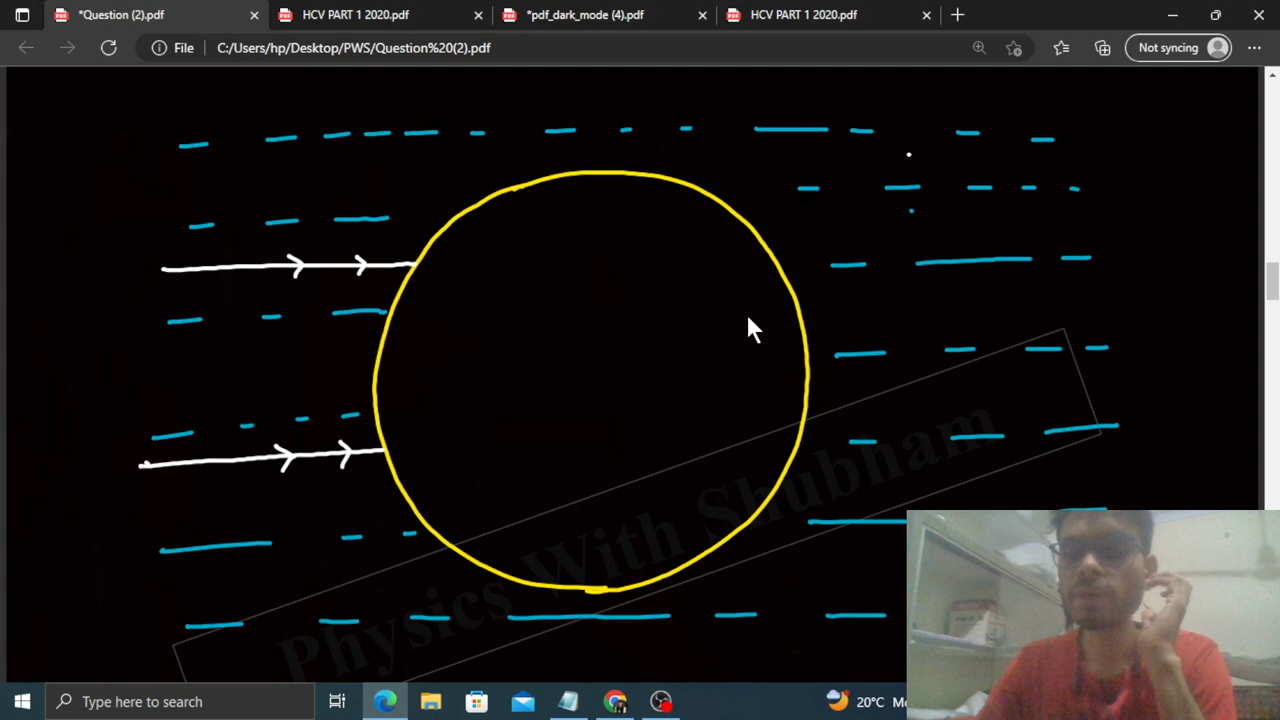 *Question (2).pdf
HCV PART 1 2020.pdf
*pdf_dark_mode (4).pdf
HCV PART 1 2020.pdf
File
C:/Users/hp/Desktop/PWS/Question%20(2).pdf
Not syncing
Physics With Shubham
Type here to search
20°C